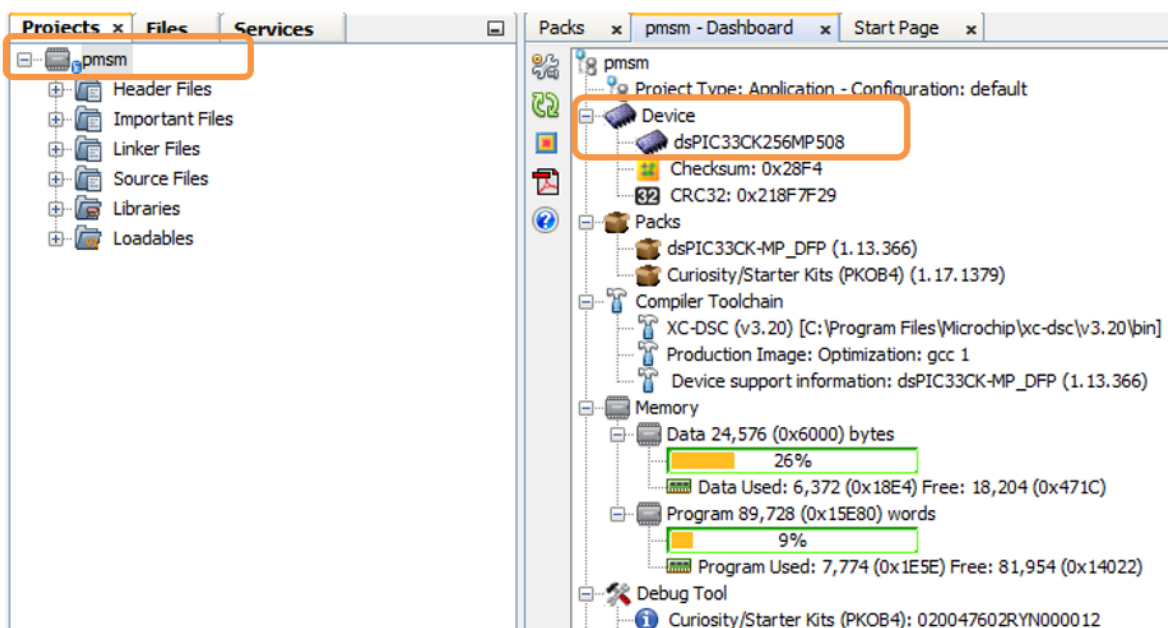 Projects Files Services
pmsm
Header Files
Important Files
Linker Files
Source Files
Libraries
Loadables
Packs pmsm - Dashboard Start Page
pmsm
Project Type: Application - Configuration: default
Device
dsPIC33CK256MP508
Checksum: 0x28F4
32 CRC32: 0x218F7F29
Packs
dsPIC33CK-MP_DFP (1.13.366)
Curiosity/Starter Kits (PKOB4) (1.17.1379)
Compiler Toolchain
XC-DSC (v3.20) [C:\Program Files\Microchip\xc-dsc\v3.20\bin]
Production Image: Optimization: gcc 1
Device support information: dsPIC33CK-MP_DFP (1.13.366)
Memory
Data 24,576 (0x6000) bytes
26%
Data Used: 6,372 (0x18E4) Free: 18,204 (0x471C)
Program 89,728 (0x15E80) words
9%
Program Used: 7,774 (0x1E5E) Free: 81,954 (0x14022)
Debug Tool
Curiosity/Starter Kits (PKOB4): 020047602RYN000012